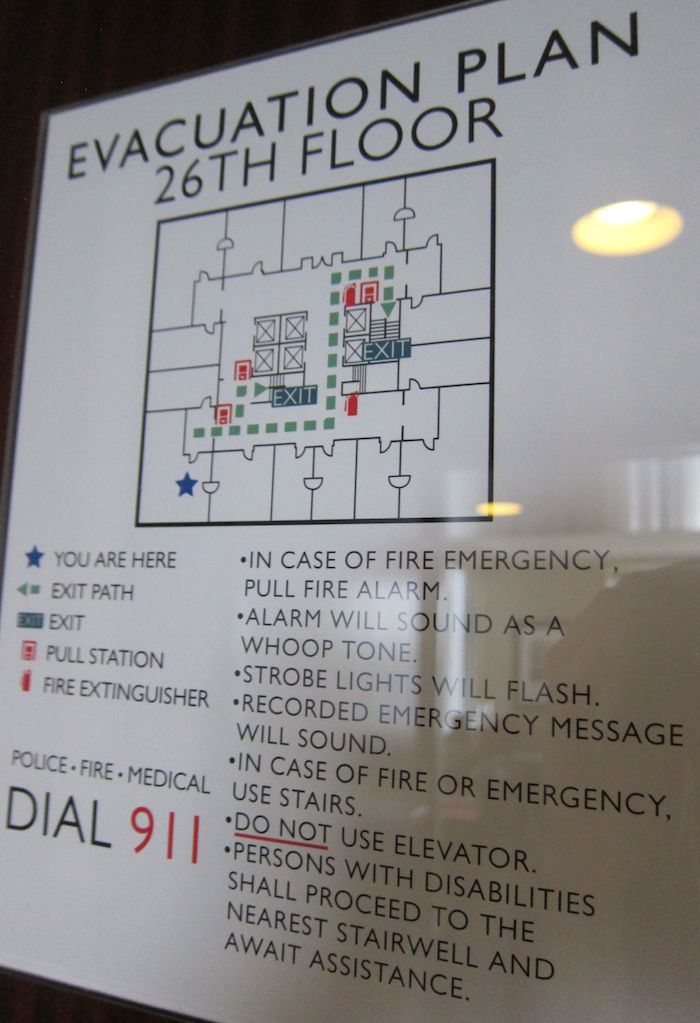 EVACUATION PLAN
26TH FLOOR
EXIT
EXIT
YOU ARE HERE
EXIT PATH
EXIT EXIT
PULL STATION
FIRE EXTINGUISHER
POLICE • FIRE • MEDICAL
DIAL 911
•IN CASE OF FIRE EMERGENCY,
PULL FIRE ALARM.
•ALARM WILL SOUND AS A
WHOOP TONE.
•STROBE LIGHTS WILL FLASH.
•RECORDED EMERGENCY MESSAGE
WILL SOUND.
•IN CASE OF FIRE OR EMERGENCY,
USE STAIRS.
•DO NOT USE ELEVATOR.
•PERSONS WITH DISABILITIES
SHALL PROCEED TO THE
NEAREST STAIRWELL AND
AWAIT ASSISTANCE.